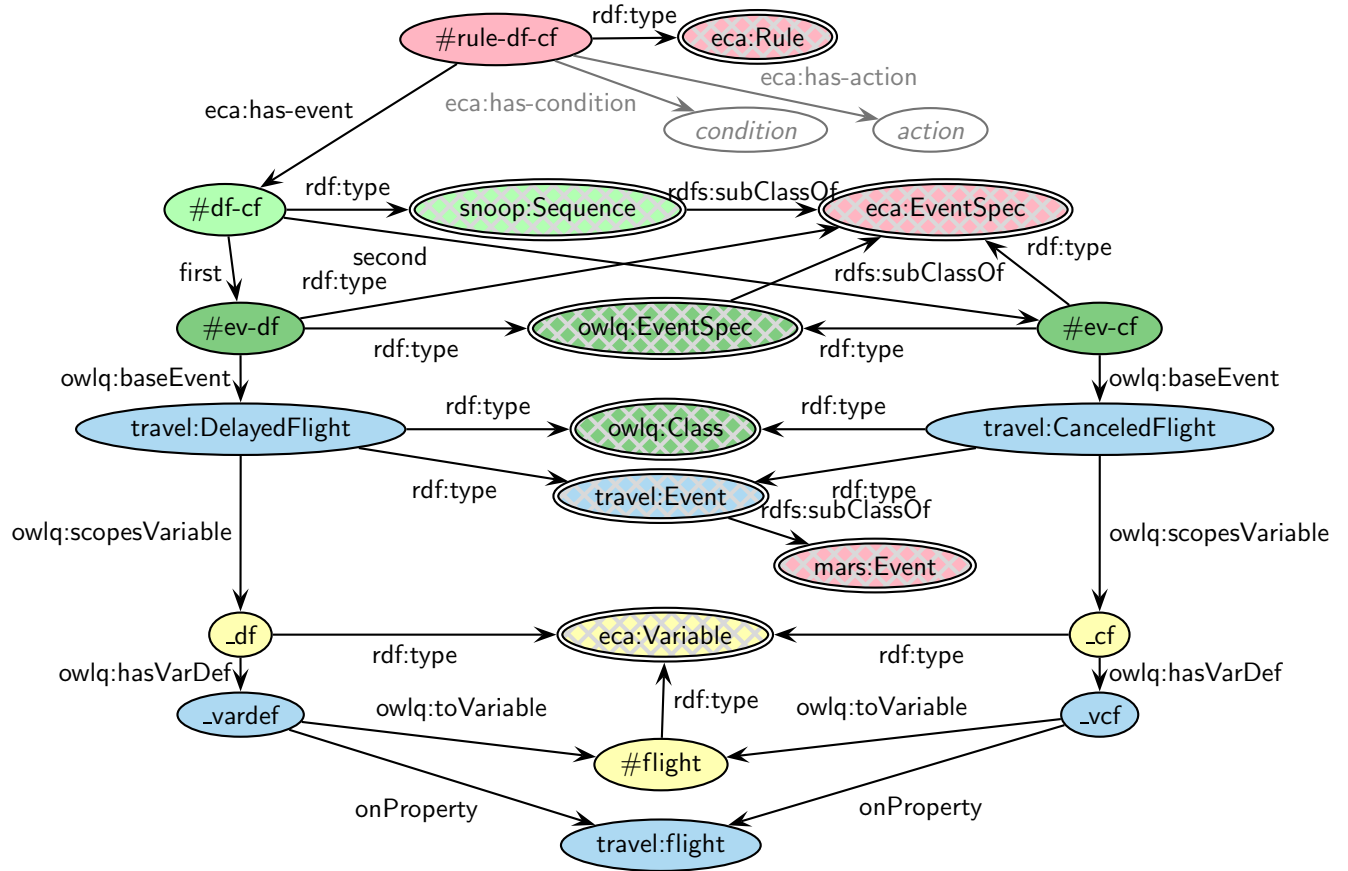 rdf:type
#rule-df-cf
eca:Rule
eca:has-action
eca:has-condition
eca:has-event
condition
action
rdf:type
rdfs:subClassOf
#df-cf
snoop:Sequence
eca:EventSpec
first
second
rdf:type
rdfs:subClassOf
rdf:type
#ev-df
owlq:EventSpec
#ev-cf
rdf:type
rdf:type
owlq:baseEvent
owlq:baseEvent
rdf:type
rdf:type
travel:DelayedFlight
owlq:Class
travel:CanceledFlight
rdf:type
rdf:type
travel:Event
rdfs:subClassOf
owlq:scopesVariable
owlq:scopesVariable
mars:Event
_df
eca:Variable
_cf
rdf:type
rdf:type
owlq:hasVarDef
owlq:hasVarDef
rdf:type
owlq:toVariable
owlq:toVariable
_vardef
_vcf
#flight
onProperty
onProperty
travel:flight